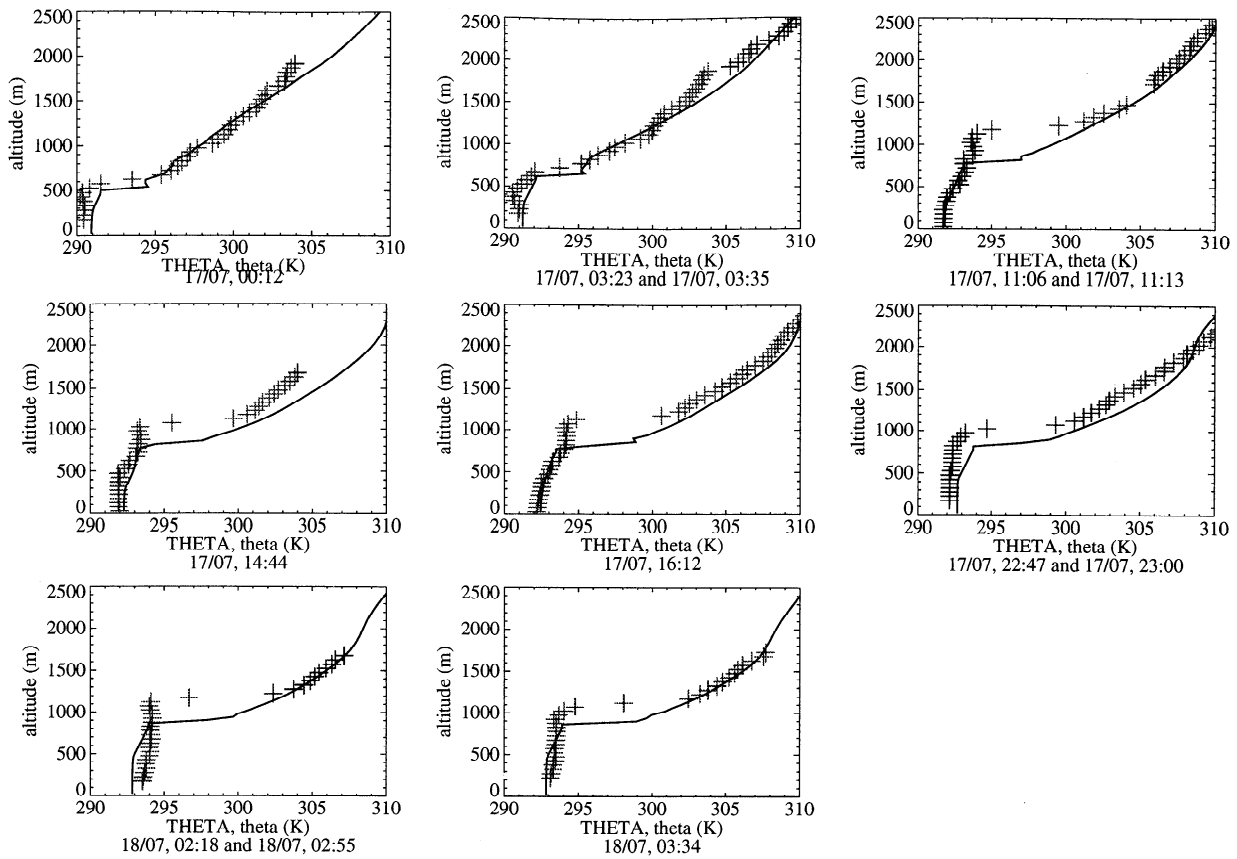 2500
2000
1500
1000
500
0
altitude (m)
290 295 300 305 310
THETA, theta (K)
17/07, 00:12
2500
2000
1500
1000
500
0
altitude (m)
290 295 300 305 310
THETA, theta (K)
17/07, 03:23 and 17/07, 03:35
2500
2000
1500
1000
500
0
altitude (m)
290 295 300 305 310
THETA, theta (K)
17/07, 11:06 and 17/07, 11:13
2500
2000
1500
1000
500
0
altitude (m)
290 295 300 305 310
THETA, theta (K)
17/07, 14:44
2500
2000
1500
1000
500
0
altitude (m)
290 295 300 305 310
THETA, theta (K)
17/07, 16:12
2500
2000
1500
1000
500
0
altitude (m)
290 295 300 305 310
THETA, theta (K)
17/07, 22:47 and 17/07, 23:00
2500
2000
1500
1000
500
0
altitude (m)
290 295 300 305 310
THETA, theta (K)
18/07, 02:18 and 18/07, 02:55
2500
2000
1500
1000
500
0
altitude (m)
290 295 300 305 310
THETA, theta (K)
18/07, 03:34